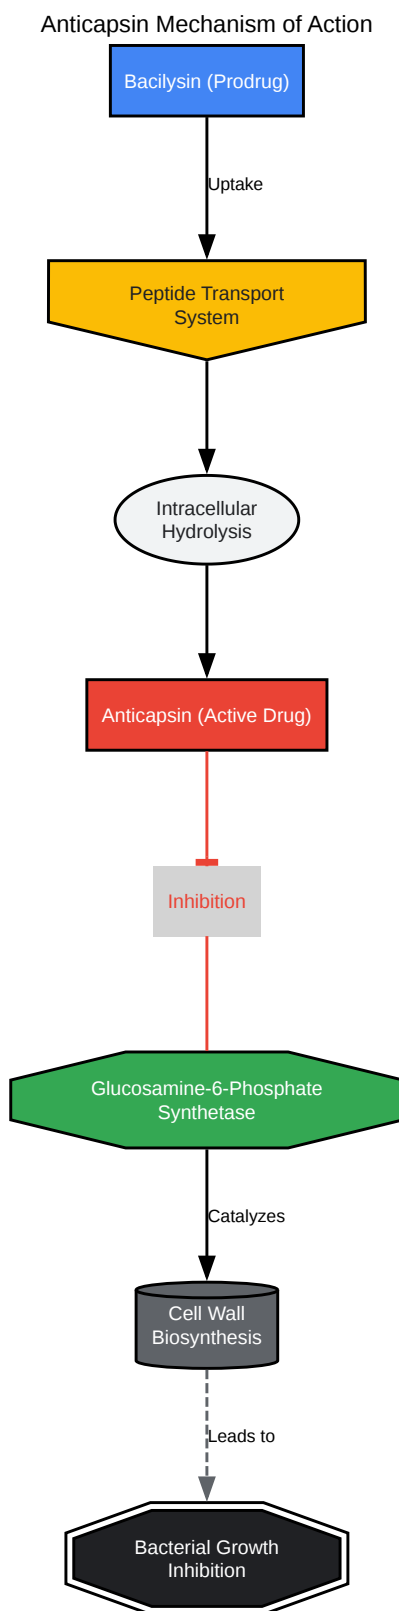 Anticapsin Mechanism of Action
Bacilysin (Prodrug)
Uptake
Peptide Transport
System
Intracellular
Hydrolysis
Anticapsin (Active Drug)
Inhibition
Glucosamine-6-Phosphate
Synthetase
Catalyzes
Cell Wall
Biosynthesis
Leads to
Bacterial Growth
Inhibition